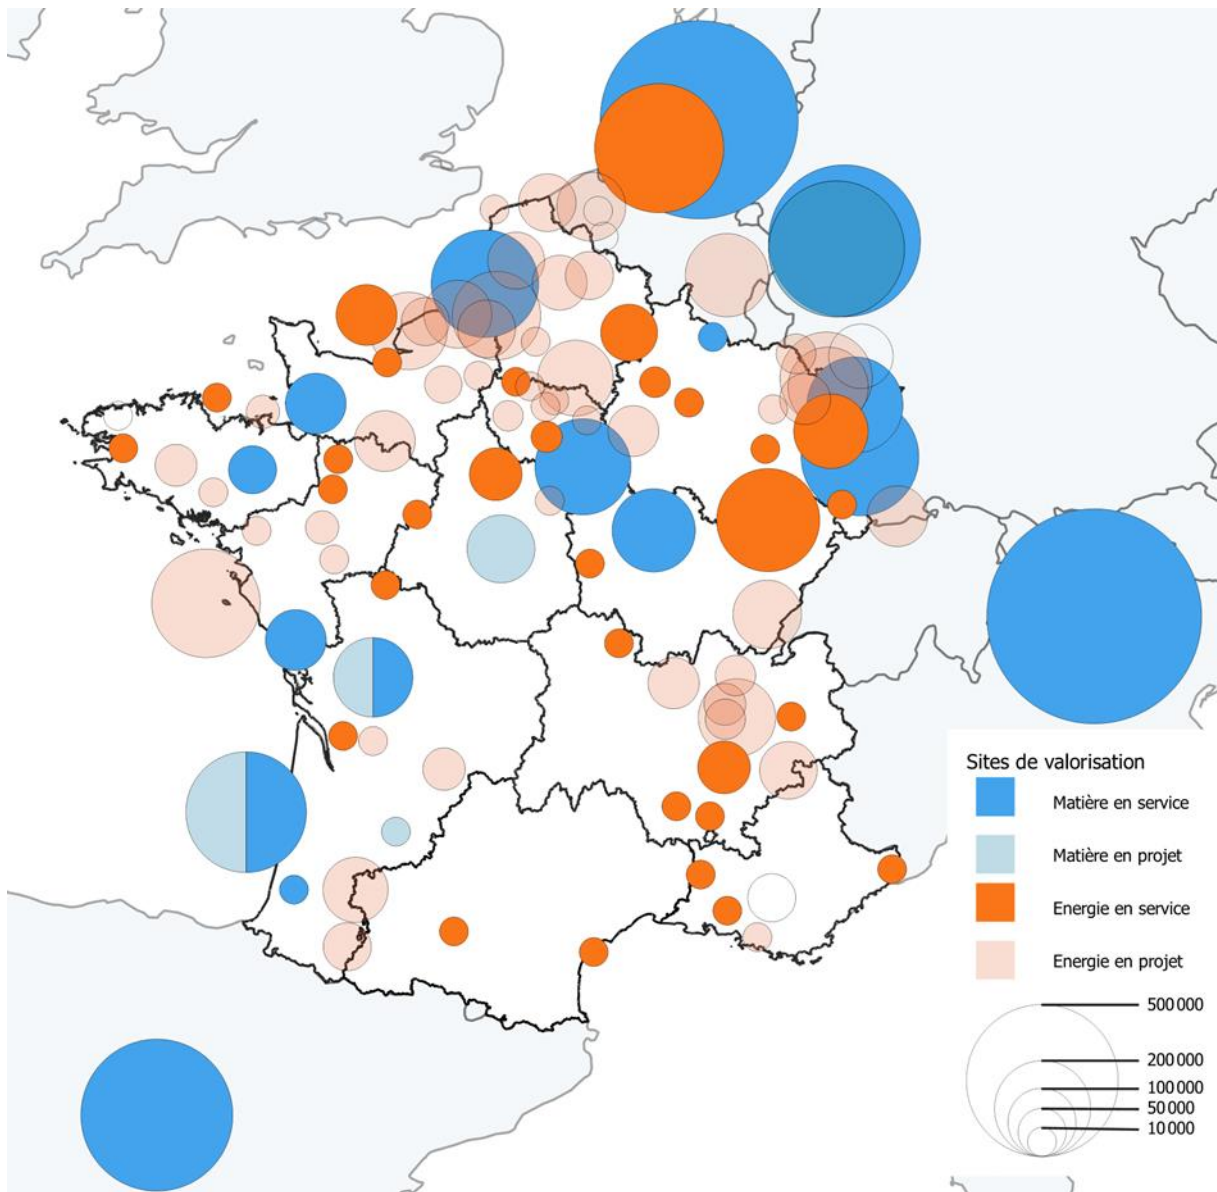 Sites de valorisation
Matière en service
Matière en projet
Energie en service
Energie en projet
500 000
200 000
100 000
50 000
10 000